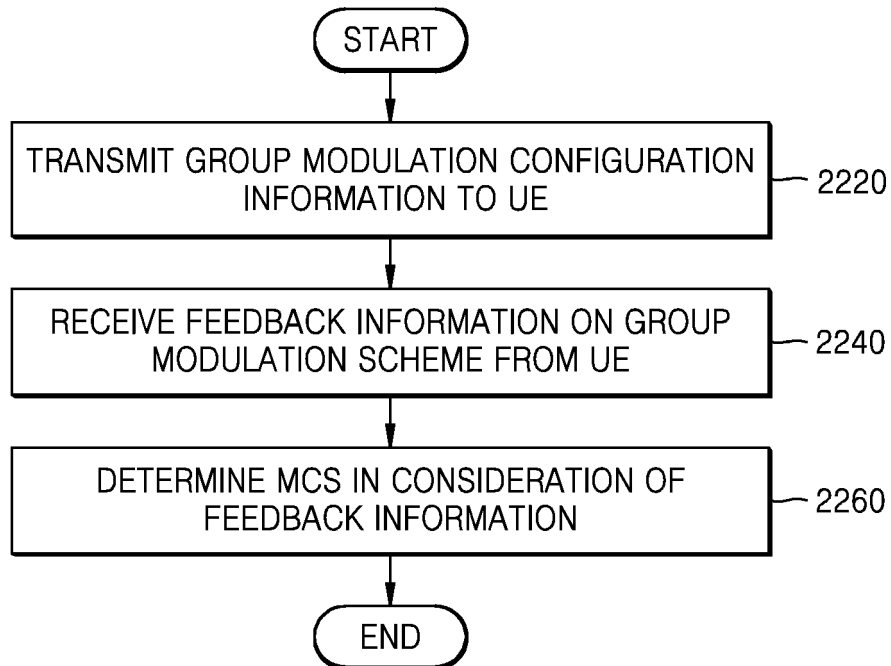 START
TRANSMIT GROUP MODULATION CONFIGURATION
INFORMATION TO UE
2220
RECEIVE FEEDBACK INFORMATION ON GROUP
MODULATION SCHEME FROM UE
2240
DETERMINE MCS IN CONSIDERATION OF
FEEDBACK INFORMATION
2260
END